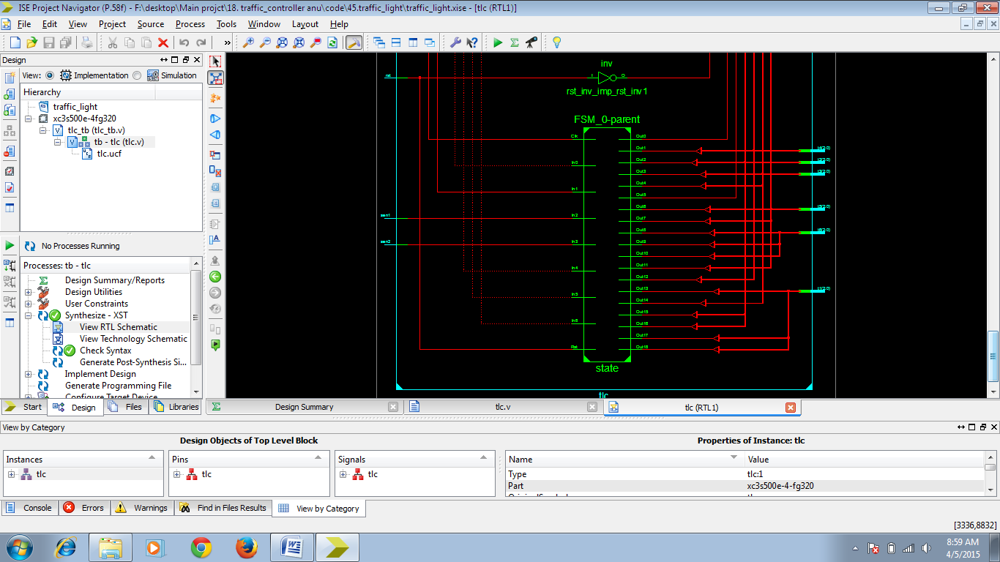 ISE Project Navigator (P.58f) - F:\desktop\Main projct\18. traffic_controller anu\code\45.traffic_light\traffic_light.xise - [tlc (RTL1)]
File Edit View Project Source Process Tools Window Layout Help
»
Design
View: Implementation Simulation
Hierarchy
traffic_light
xc3s500e-4fg320
tlc_tb (tlc_tb.v)
tb - tlc (tlc.v)
tlc.ucf
No Processes Running
Processes: tb - tlc
Design Summary/Reports
Design Utilities
User Constraints
Synthesize - XST
View RTL Schematic
View Technology Schematic
Check Syntax
Generate Post-Synthesis Si...
Implement Design
Generate Programming File
Configure Target Device
Start Design Files Libraries
rst
inv
I O
rst_inv_imp_rst_inv1
FSM_0-parent
Clk Out0
Out1
In0 Out2
Out3
In1 Out4
Out5
sen1 In2 Out6
Out7
Out8
sen2 In3 Out9
Out10
In4 Out11
Out12
Out13
In5 Out14
Out15
In6 Out16
Out17
Rst Out18
state
tlc
Design Summary tlc.v tlc (RTL1)
View by Category
Design Objects of Top Level Block Properties of Instance: tlc
Instances Pins Signals Name Value
tlc tlc tlc Type tlc:1
Part xc3s500e-4-fg320
Console Errors Warnings Find in Files Results View by Category
[3336,8832]
8:59 AM
4/5/2015